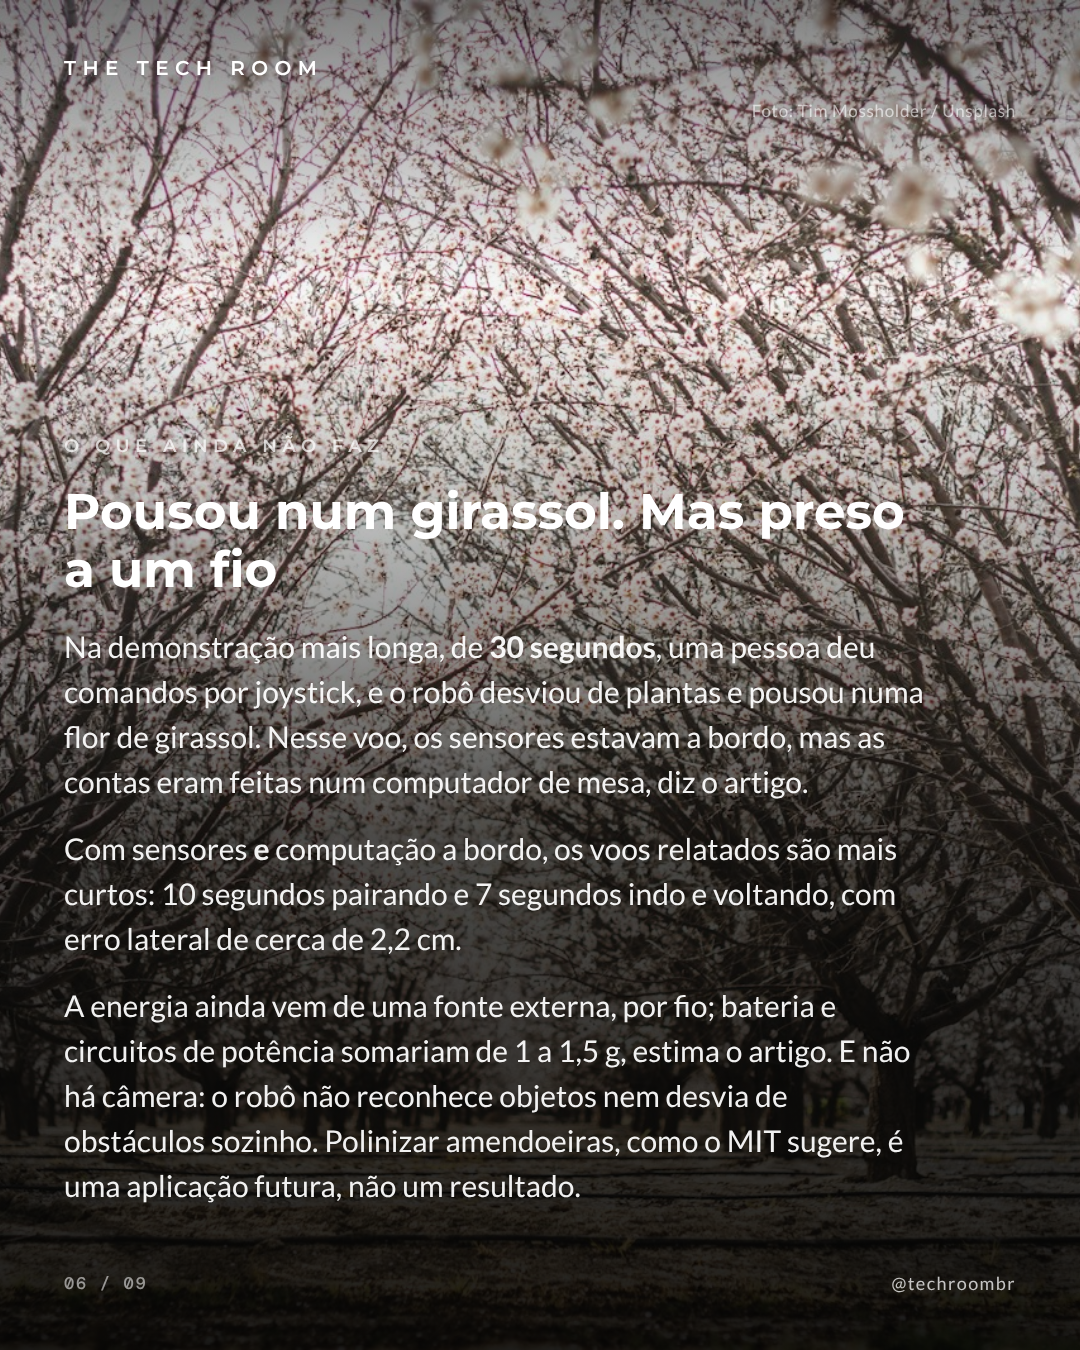 THE TECH ROOM
Foto: Tim Mossholder / Unsplash
O QUE AINDA NÃO FAZ
Pousou num girassol. Mas preso
a um fio
Na demonstração mais longa, de 30 segundos, uma pessoa deu
comandos por joystick, e o robô desviou de plantas e pousou numa
flor de girassol. Nesse voo, os sensores estavam a bordo, mas as
contas eram feitas num computador de mesa, diz o artigo.
Com sensores e computação a bordo, os voos relatados são mais
curtos: 10 segundos pairando e 7 segundos indo e voltando, com
erro lateral de cerca de 2,2 cm.
A energia ainda vem de uma fonte externa, por fio; bateria e
circuitos de potência somariam de 1 a 1,5 g, estima o artigo. E não
há câmera: o robô não reconhece objetos nem desvia de
obstáculos sozinho. Polinizar amendoeiras, como o MIT sugere, é
uma aplicação futura, não um resultado.
06 / 09
@techroombr